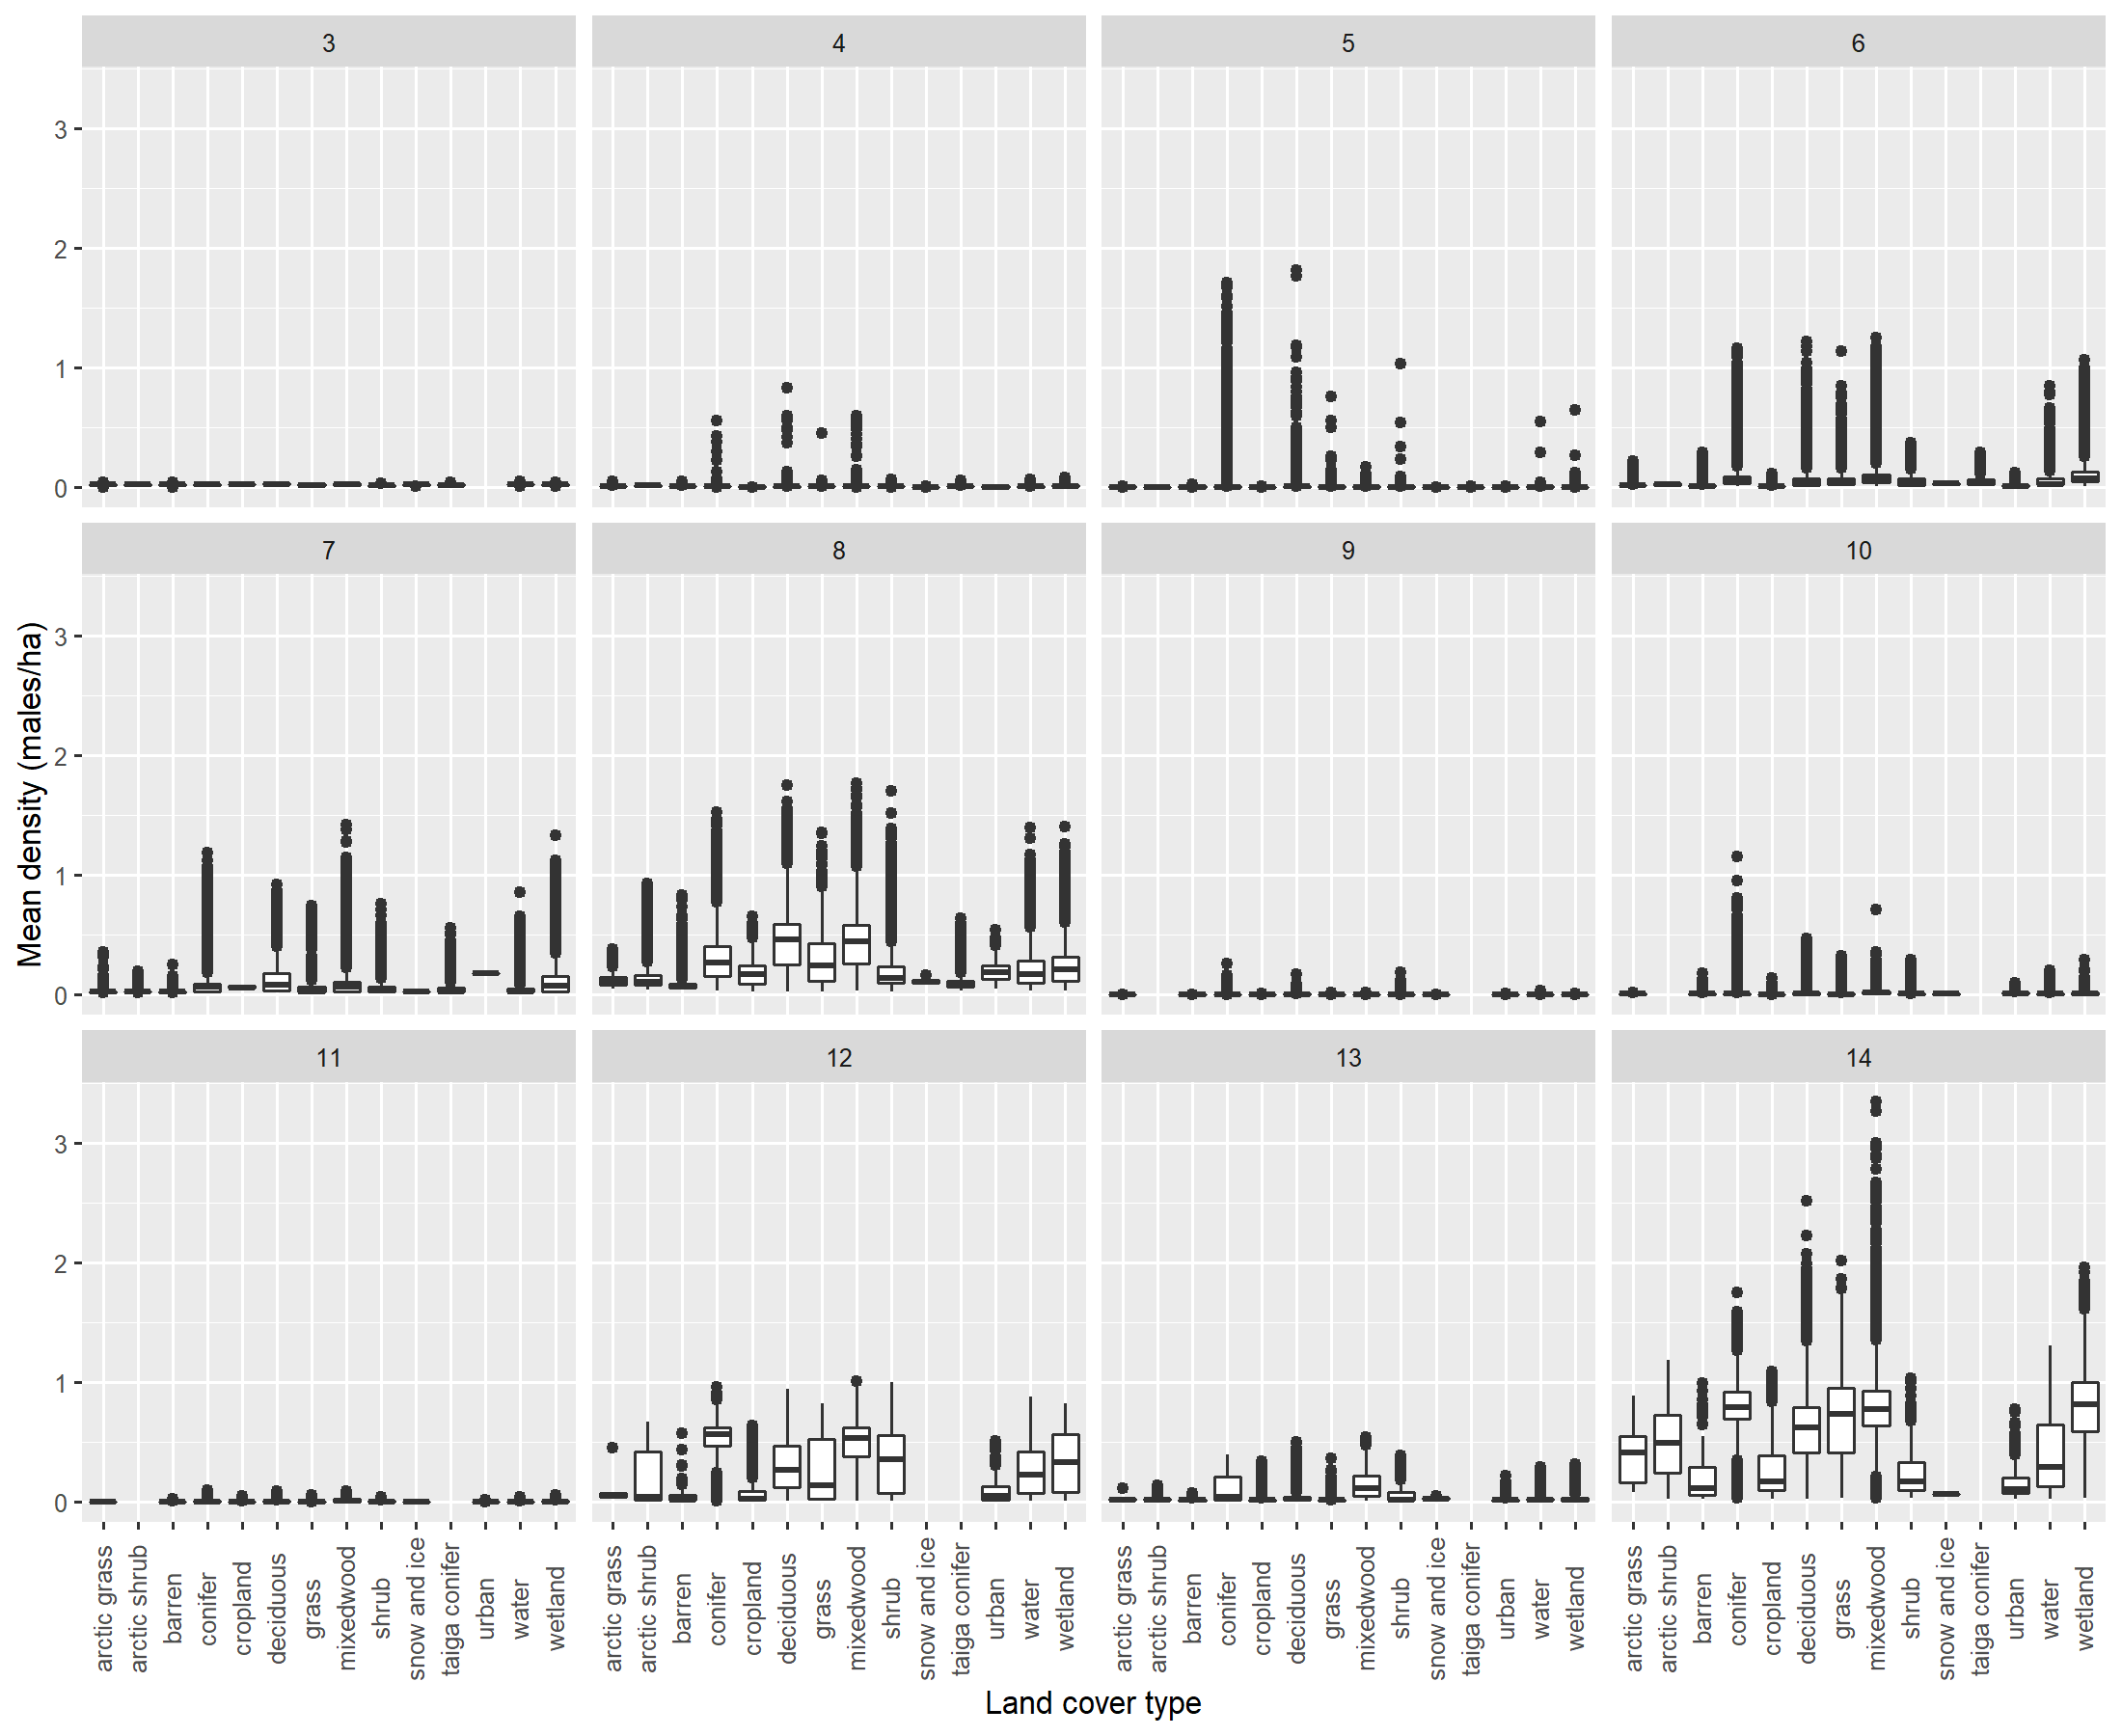 3 4 5 6
3
2
1
0
7 8 9 10
3
2
1
0
Mean density (males/ha)
11 12 13 14
3
2
1
0
arctic grass arctic shrub barren conifer cropland deciduous grass mixedwood shrub snow and ice taiga conifer urban water wetland
arctic grass arctic shrub barren conifer cropland deciduous grass mixedwood shrub snow and ice taiga conifer urban water wetland
arctic grass arctic shrub barren conifer cropland deciduous grass mixedwood shrub snow and ice taiga conifer urban water wetland
arctic grass arctic shrub barren conifer cropland deciduous grass mixedwood shrub snow and ice taiga conifer urban water wetland
Land cover type